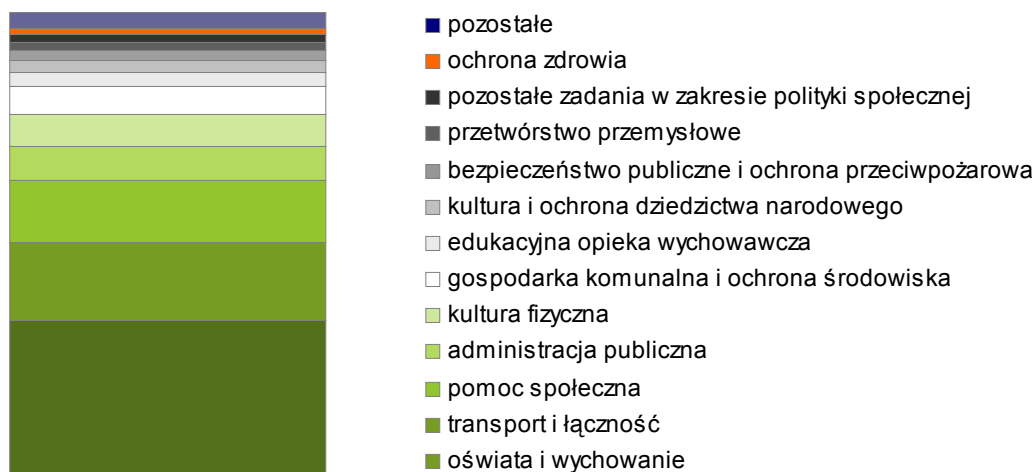 pozostałe
ochrona zdrowia
pozostałe zadania w zakresie polityki społecznej
przetwórstwo przemysłowe
bezpieczeństwo publiczne i ochrona przeciwpożarowa
kultura i ochrona dziedzictwa narodowego
edukacyjna opieka wychowawcza
gospodarka komunalna i ochrona środowiska
kultura fizyczna
administracja publiczna
pomoc społeczna
transport i łączność
oświata i wychowanie